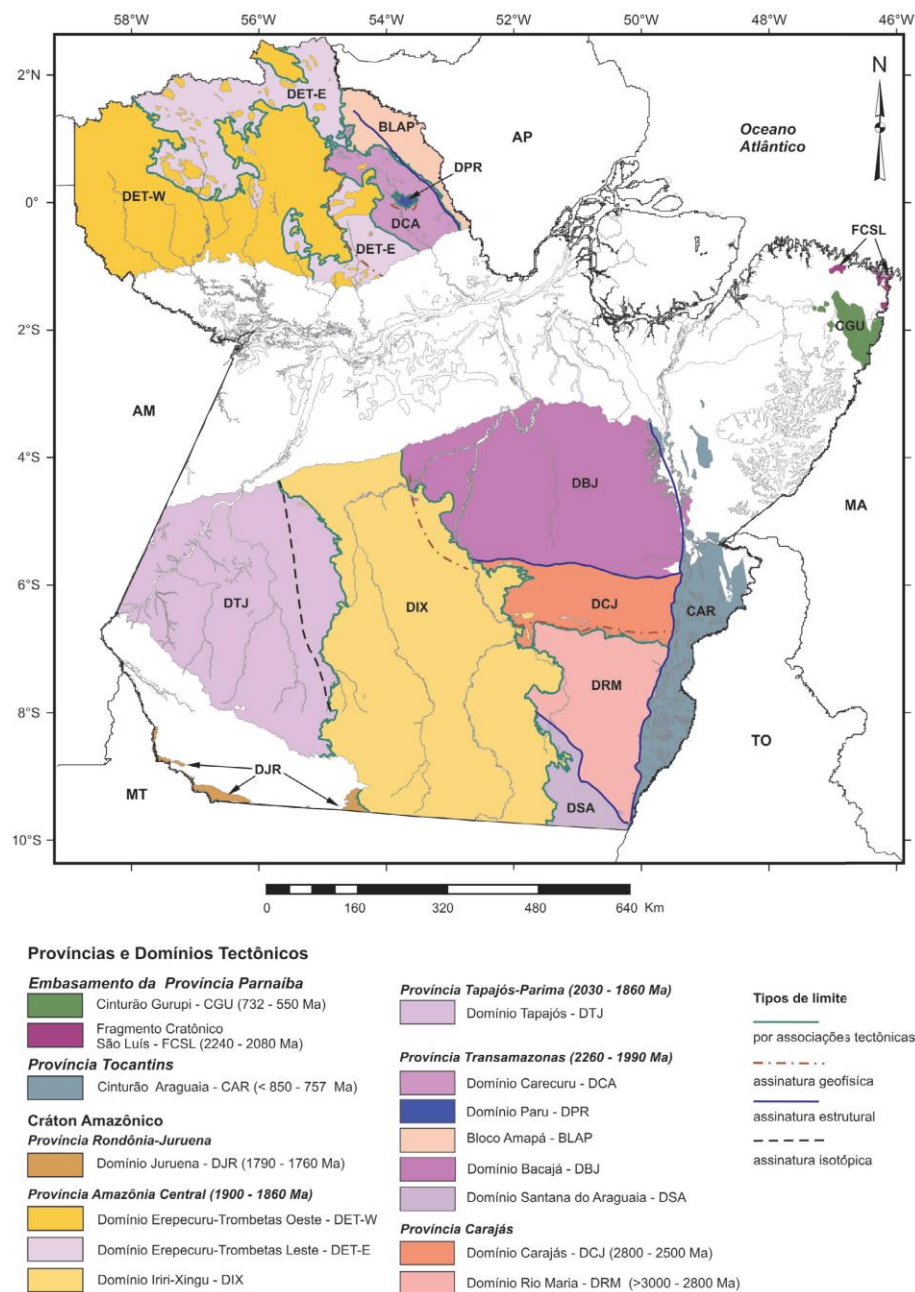 58°W 56°W 54°W 52°W 50°W 48°W 46°W
2°N
0°
2°S
4°S
6°S
8°S
10°S
N
DET-E
BLAP
AP
Oceano
Atlântico
DPR
DET-W
DCA
FCSL
DET-E
CGU
AM
MA
DBJ
DTJ
DIX
DCJ
CAR
DRM
TO
DJR
MT
DSA
0 160 320 480 640 Km
Províncias e Domínios Tectônicos
Embasamento da Província Parnaíba
Cinturão Gurupi - CGU (732 - 550 Ma)
Fragmento Cratônico
São Luís - FCSL (2240 - 2080 Ma)
Província Tocantins
Cinturão Araguaia - CAR (< 850 - 757 Ma)
Cráton Amazônico
Província Rondônia-Juruena
Domínio Juruena - DJR (1790 - 1760 Ma)
Província Amazônia Central (1900 - 1860 Ma)
Domínio Erepecuru-Trombetas Oeste - DET-W
Domínio Erepecuru-Trombetas Leste - DET-E
Domínio Iriri-Xingu - DIX
Província Tapajós-Parima (2030 - 1860 Ma)
Domínio Tapajós - DTJ
Província Transamazonas (2260 - 1990 Ma)
Domínio Carecuru - DCA
Domínio Paru - DPR
Bloco Amapá - BLAP
Domínio Bacajá - DBJ
Domínio Santana do Araguaia - DSA
Província Carajás
Domínio Carajás - DCJ (2800 - 2500 Ma)
Domínio Rio Maria - DRM (>3000 - 2800 Ma)
Tipos de limite
por associações tectônicas
assinatura geofísica
assinatura estrutural
assinatura isotópica